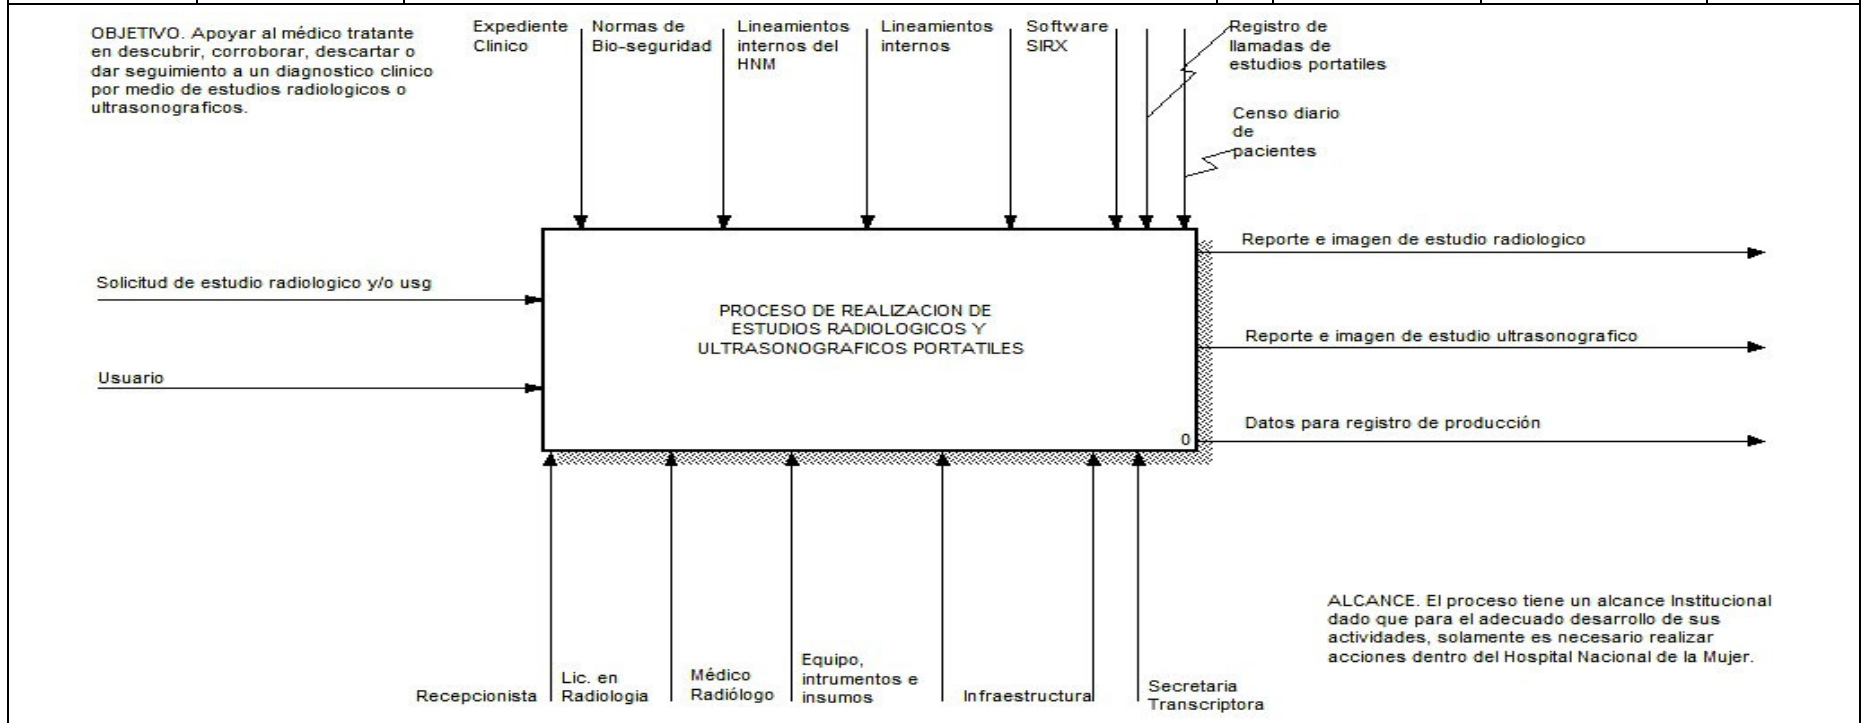 OBJETIVO. Apoyar al médico tratante
en descubrir, corroborar, descartar o
dar seguimiento a un diagnostico clinico
por medio de estudios radiologicos o
ultrasonograficos.
Expediente
Clinico
Normas de
Bio-seguridad
Lineamientos
internos del
HNM
Lineamientos
internos
Software
SIRX
Registro de
llamadas de
estudios portatiles
Censo diario
de
pacientes
Solicitud de estudio radiologico y/o usg
Usuario
PROCESO DE REALIZACION DE
ESTUDIOS RADIOLOGICOS Y
ULTRASONOGRAFICOS PORTATILES
0
Reporte e imagen de estudio radiologico
Reporte e imagen de estudio ultrasonografico
Datos para registro de producción
Recepcionista
Lic. en
Radiologia
Médico
Radiólogo
Equipo,
intrumentos e
insumos
Infraestructura
Secretaria
Transcriptora
ALCANCE. El proceso tiene un alcance Institucional
dado que para el adecuado desarrollo de sus
actividades, solamente es necesario realizar
acciones dentro del Hospital Nacional de la Mujer.